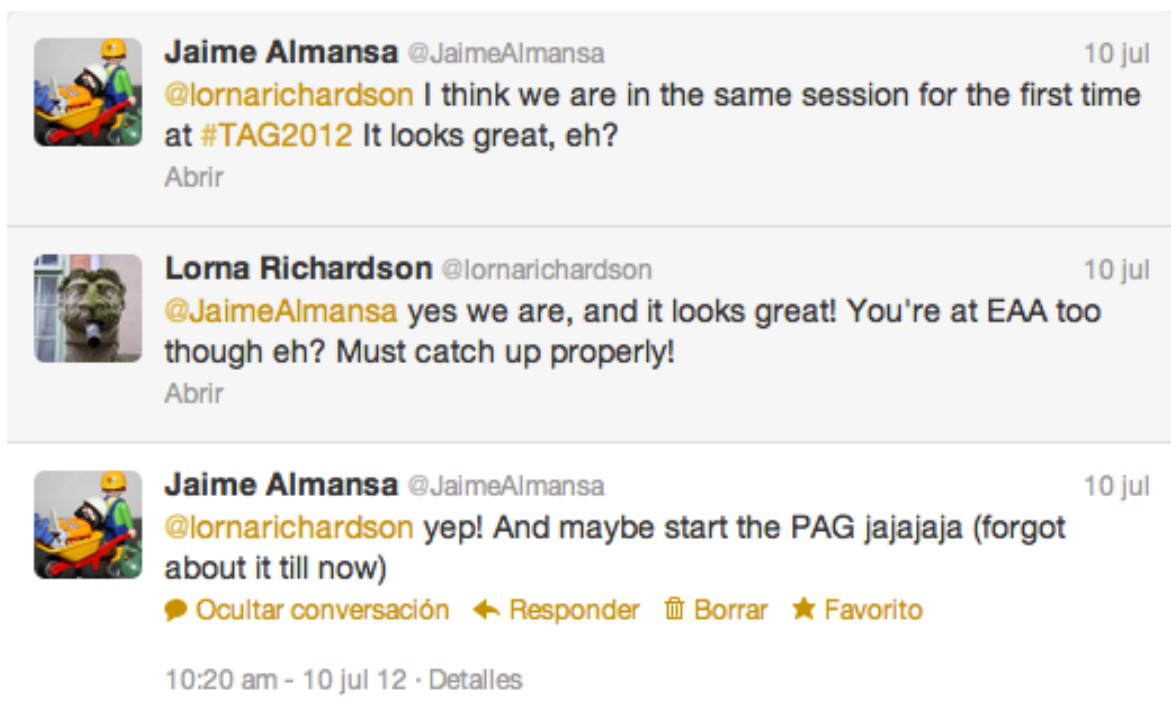 Jaime Almansa @JaimeAlmansa 10 jul
@lornarichardson I think we are in the same session for the first time
at #TAG2012 It looks great, eh?
Abrir
Lorna Richardson @lornarichardson 10 jul
@JaimeAlmansa yes we are, and it looks great! You're at EAA too
though eh? Must catch up properly!
Abrir
Jaime Almansa @JaimeAlmansa 10 jul
@lornarichardson yep! And maybe start the PAG jajajaja (forgot
about it till now)
Ocultar conversación Responder Borrar Favorito
10:20 am - 10 jul 12 · Detalles